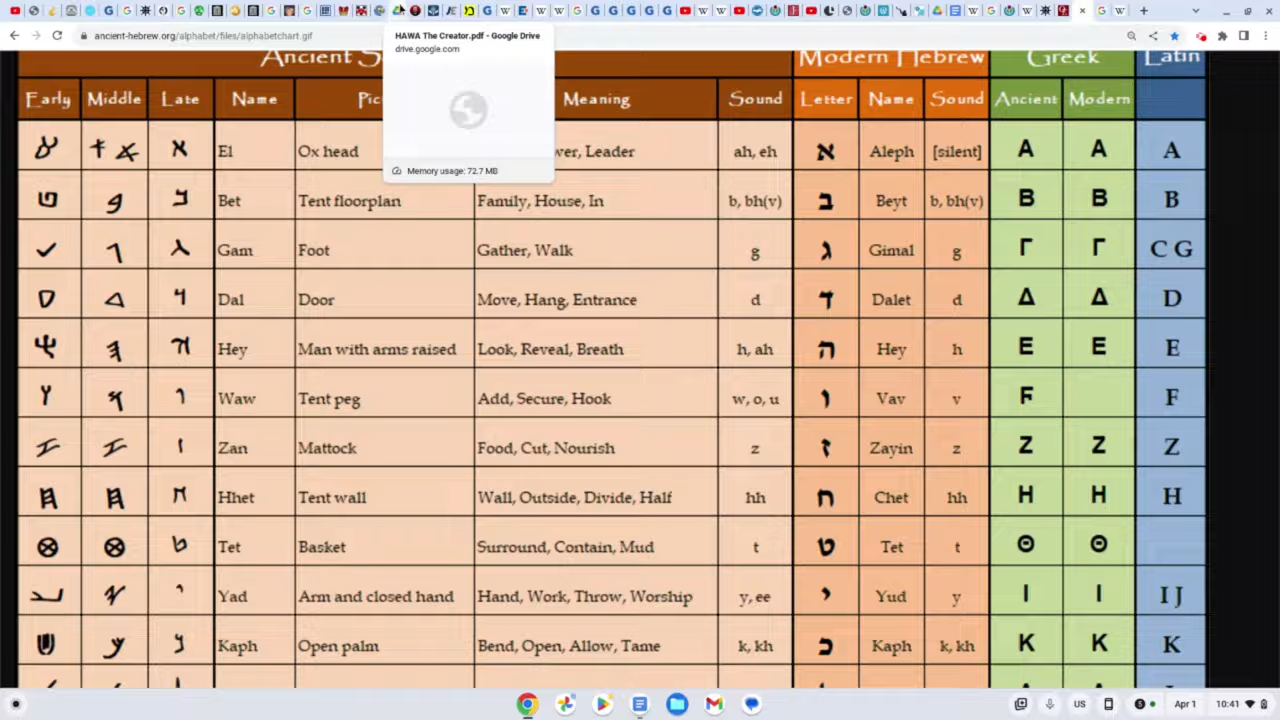 ancient-hebrew.org/alphabet/files/alphabetchart.gif
HAWA The Creator.pdf - Google Drive
drive.google.com
Memory usage: 72.7 MB
Modern Hebrew Greek Latin
Early Middle Late Name Meaning Sound Letter Name Sound Ancient Modern
El Ox head Leader ah, eh א Aleph [silent] Α Α A
Bet Tent floorplan Family, House, In b, bh(v) ב Beyt b, bh(v) Β Β B
Gam Foot Gather, Walk g ג Gimal g Γ Γ C G
Dal Door Move, Hang, Entrance d ד Dalet d Δ Δ D
Hey Man with arms raised Look, Reveal, Breath h, ah ה Hey h Ε Ε E
Waw Tent peg Add, Secure, Hook w, o, u ו Vav v F F
Zan Mattock Food, Cut, Nourish z ז Zayin z Ζ Ζ Z
Hhet Tent wall Wall, Outside, Divide, Half hh ח Chet hh Η Η H
Tet Basket Surround, Contain, Mud t ט Tet t Θ Θ
Yad Arm and closed hand Hand, Work, Throw, Worship y, ee י Yud y Ι Ι I J
Kaph Open palm Bend, Open, Allow, Tame k, kh כ Kaph k, kh Κ Κ K
US Apr 1 10:41